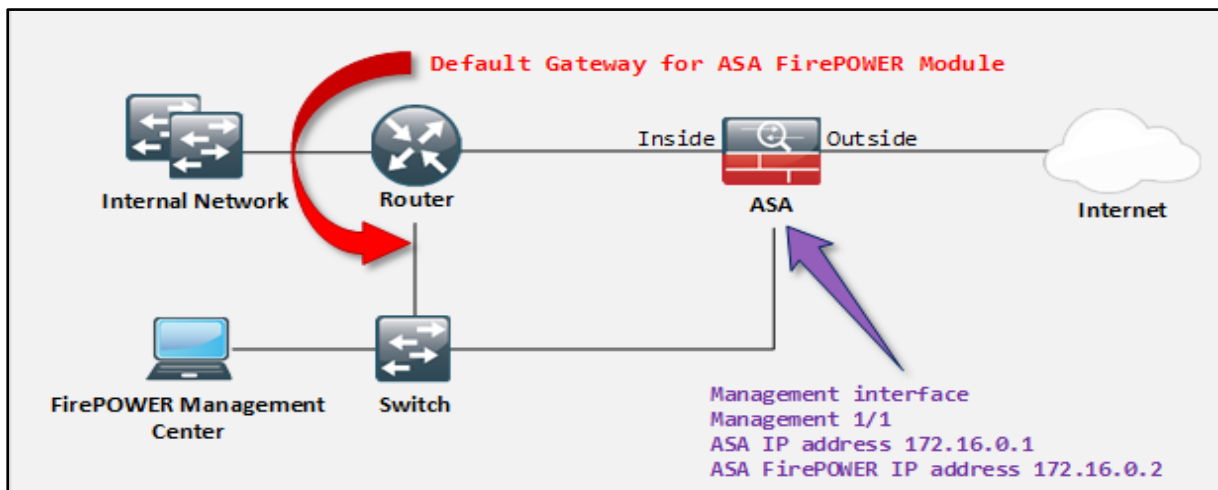 Default Gateway for ASA FirePOWER Module
Inside
Outside
Internal Network
Router
ASA
Internet
FirePOWER Management
Center
Switch
Management interface
Management 1/1
ASA IP address 172.16.0.1
ASA FirePOWER IP address 172.16.0.2